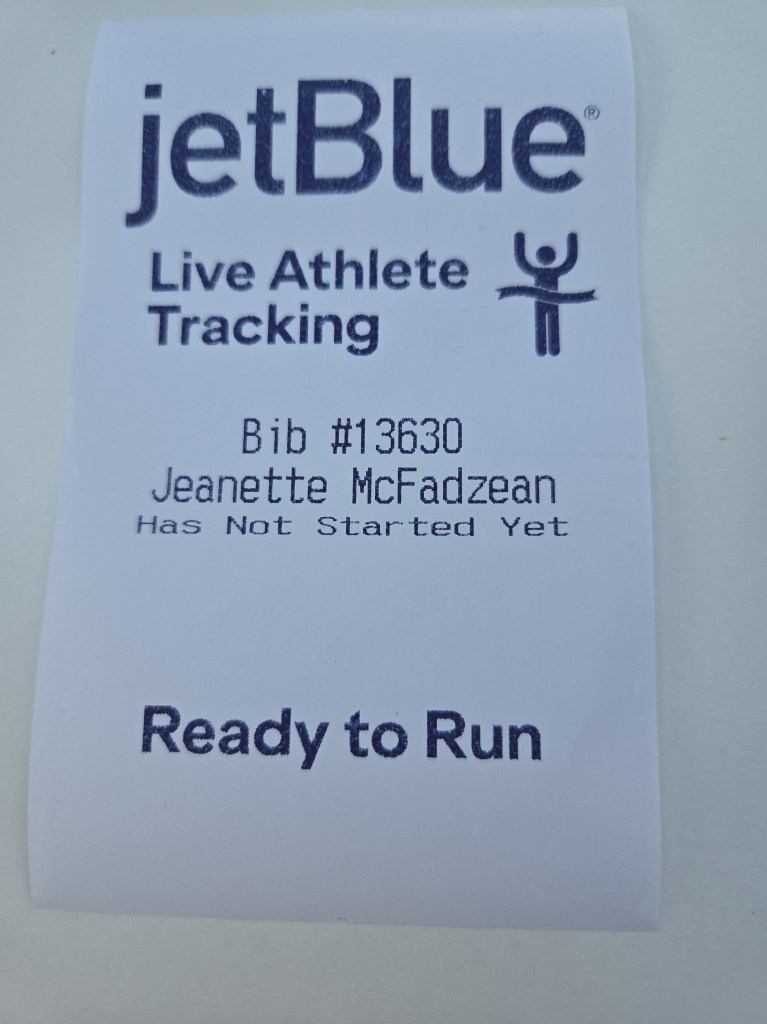 jetBlue®
Live Athlete
Tracking
Bib #13630
Jeanette McFadzean
Has Not Started Yet
Ready to Run